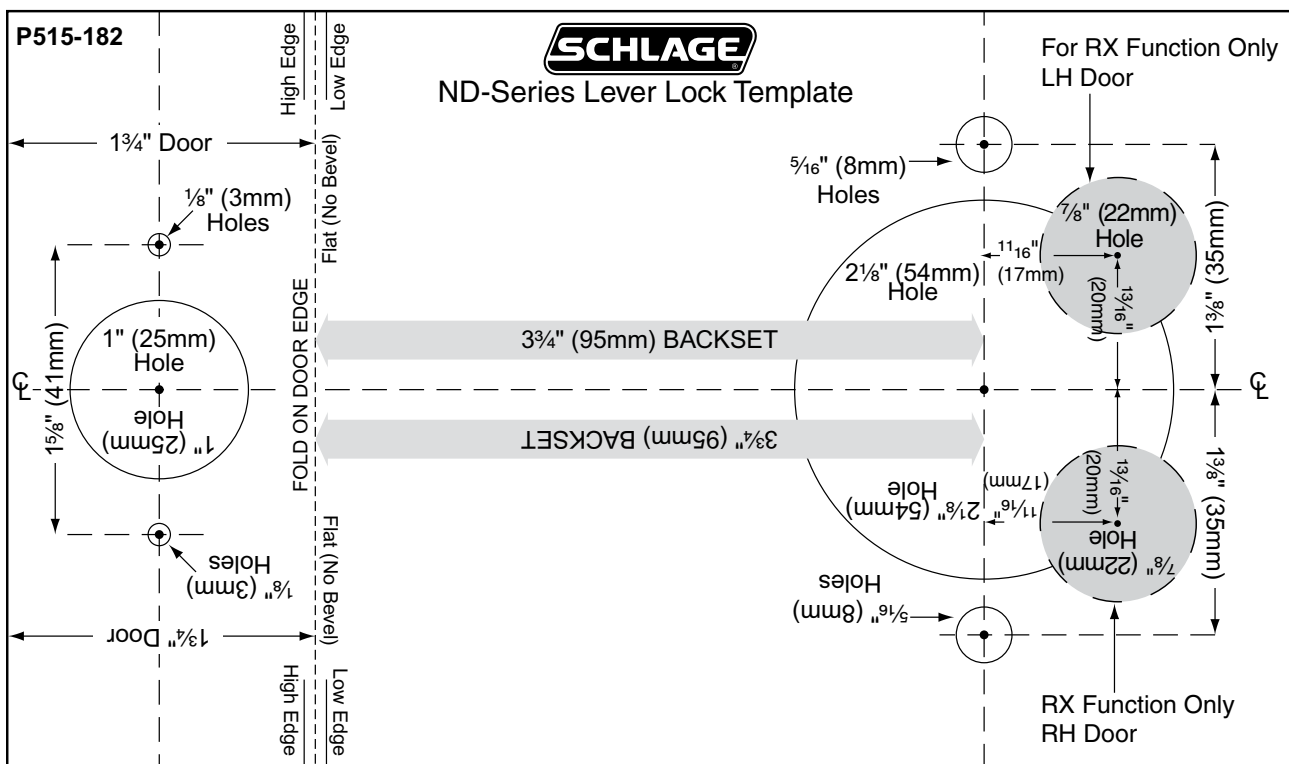 P515-182
High Edge
Low Edge
SCHLAGE
®
ND-Series Lever Lock Template
For RX Function Only
LH Door
1¾" Door
Flat (No Bevel)
5⁄16" (8mm)
Holes
⅛" (3mm)
Holes
⅞" (22mm)
Hole
11⁄16"
(17mm)
2⅛" (54mm)
Hole
13⁄16"
(20mm)
1⅜" (35mm)
FOLD ON DOOR EDGE
3¾" (95mm) BACKSET
1" (25mm)
Hole
1⅝" (41mm)
℄
℄
1" (25mm)
Hole
3¾" (95mm) BACKSET
13⁄16"
(20mm)
1⅜" (35mm)
2⅛" (54mm)
Hole
11⁄16"
(17mm)
⅞" (22mm)
Hole
⅛" (3mm)
Holes
5⁄16" (8mm)
Holes
Flat (No Bevel)
1¾" Door
High Edge
Low Edge
RX Function Only
RH Door